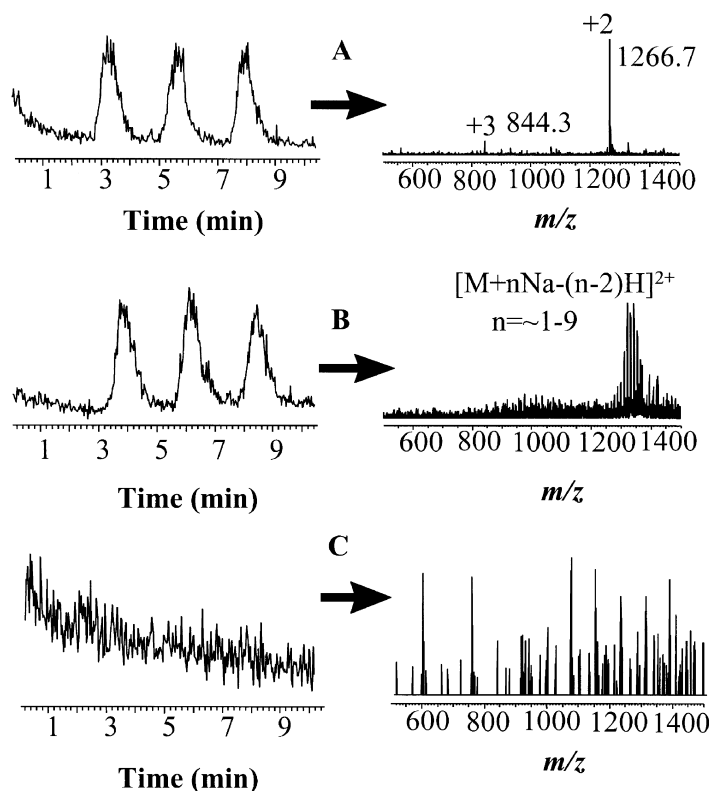 A
+2
1266.7
+3 844.3
1 3 5 7 9
600 800 1000 1200 1400
Time (min)
m/z
B
[M+nNa-(n-2)H]²⁺
n=~1-9
1 3 5 7 9
600 800 1000 1200 1400
Time (min)
m/z
C
1 3 5 7 9
600 800 1000 1200 1400
Time (min)
m/z